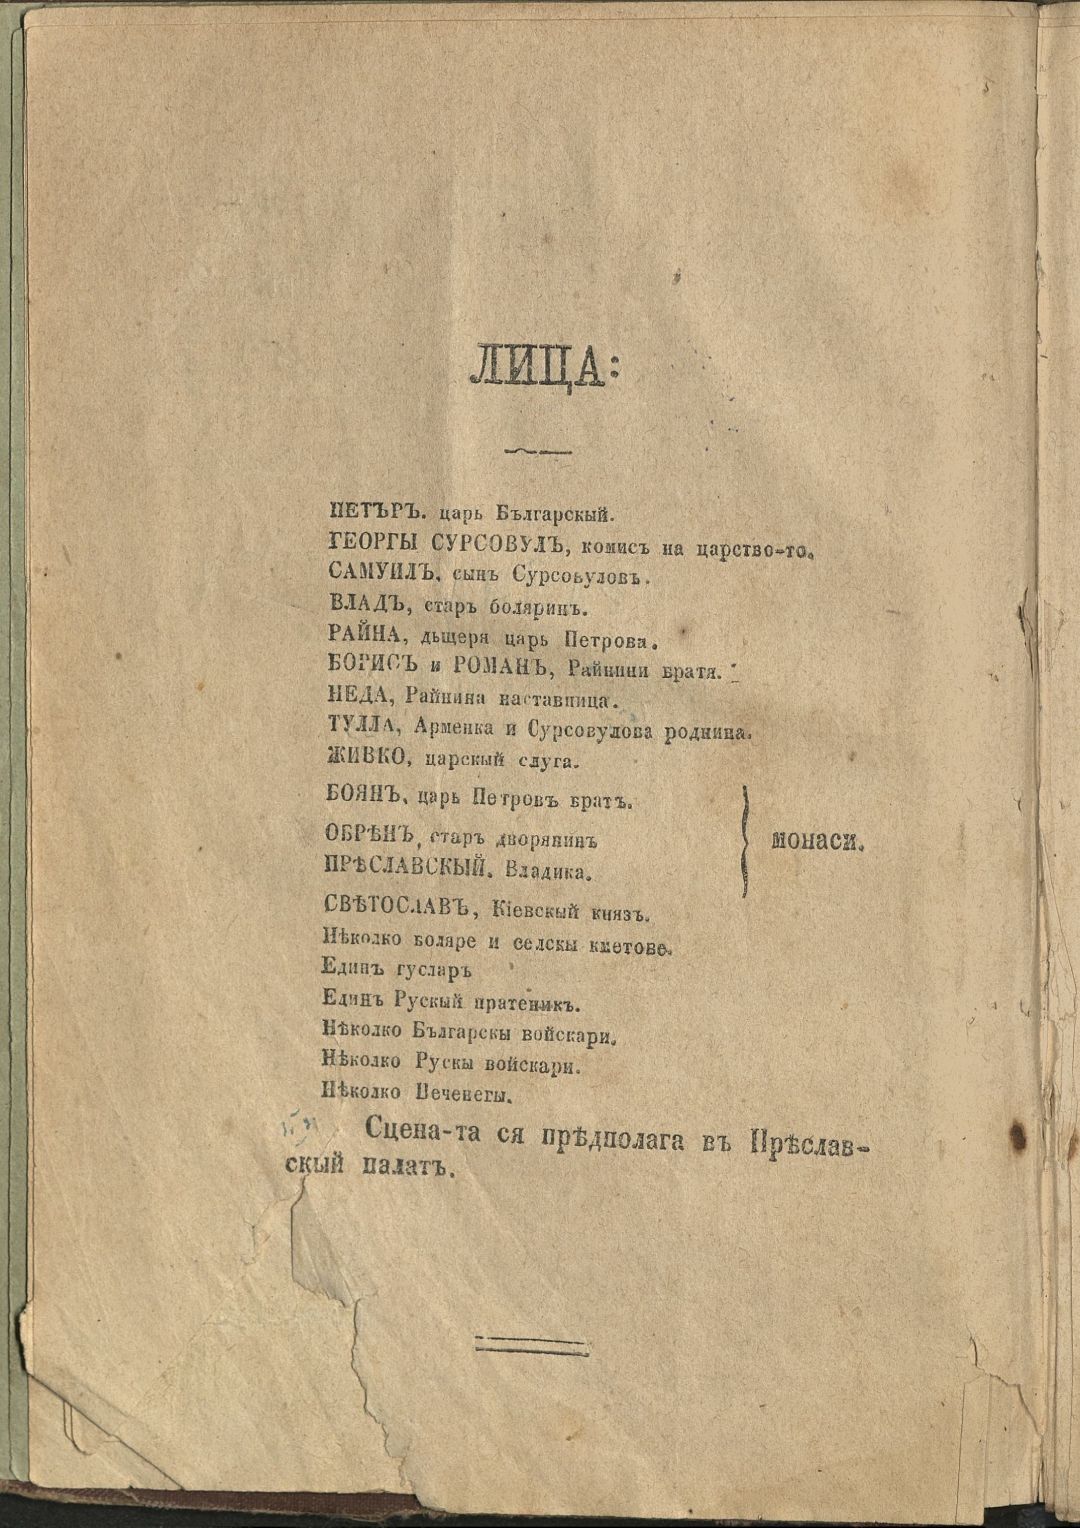 ЛИЦА:
ПЕТЪРЪ. царь Българскый.
ГЕОРГЫ СУРСОВУЛЪ, комисъ на царство-то.
САМУИЛЪ. сынъ Сурсовуловъ.
ВЛАДЪ, старъ боляринъ.
РАЙНА, дъщеря царь Петрова.
БОРИСЪ и РОМАНЪ, Райнини братя.
НЕДА, Райнина наставница.
ТУЛЛА, Арменка и Сурсовулова роднина.
ЖИВКО, царскый слуга.
БОЯНЪ. царь Петровъ братъ.
ОБРѢНЪ, старъ дворянинъ
монаси.
ПРѢСЛАВСКЫЙ. Владика.
СВѢТОСЛАВЪ, Кіевскый князъ.
Нѣколко боляре и селскы кметове.
Единъ гусларъ
Единъ Рускый пратеникъ.
Нѣколко Българскы войскари.
Нѣколко Рускы войскари.
Нѣколко Печенегы.
Сцена-та ся прѣдполага въ Прѣслав-
скый палатъ.